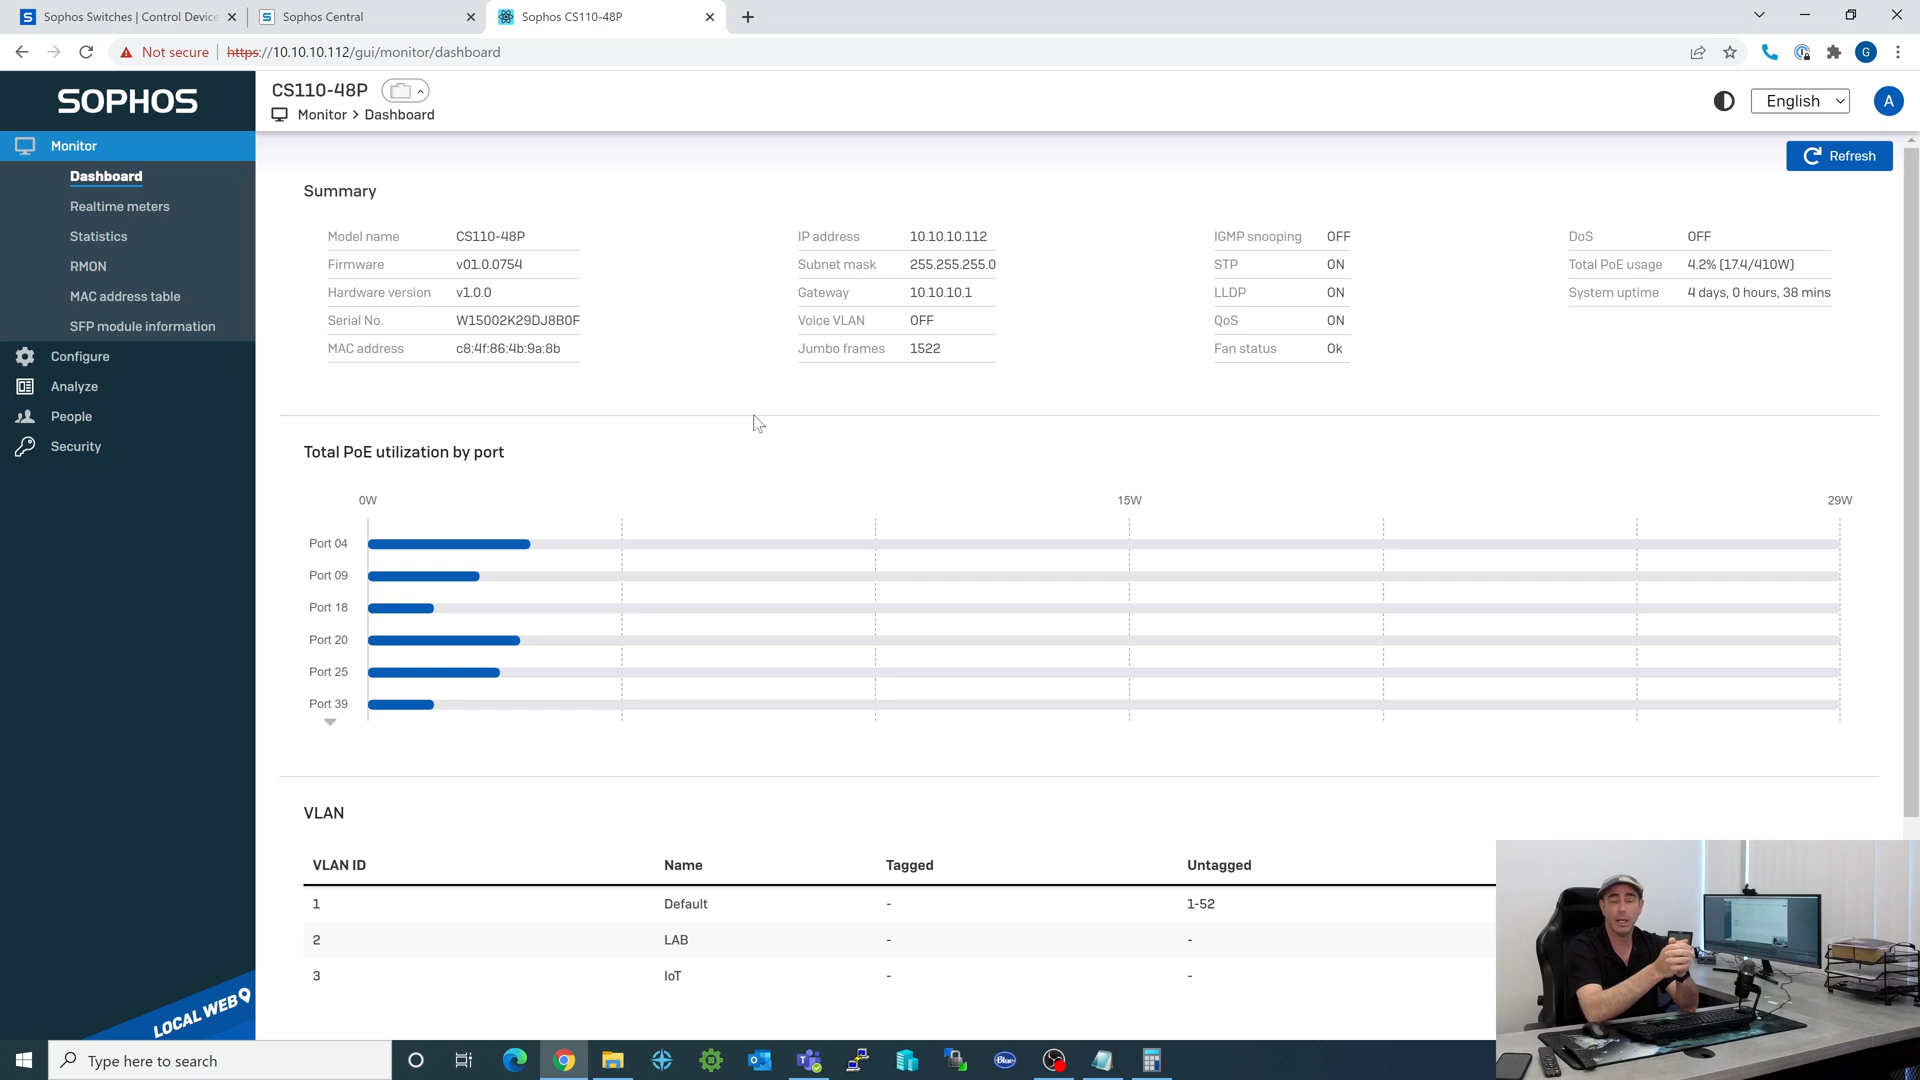 Sophos Switches | Control Device
Sophos Central
Sophos CS110-48P
Not secure
https://10.10.10.112/gui/monitor/dashboard
G
SOPHOS
CS110-48P
Monitor > Dashboard
English
A
Monitor
Dashboard
Realtime meters
Statistics
RMON
MAC address table
SFP module information
Configure
Analyze
People
Security
LOCAL WEB
Refresh
Summary
Model name CS110-48P
Firmware v01.0.0754
Hardware version v1.0.0
Serial No. W15002K29DJ8B0F
MAC address c8:4f:86:4b:9a:8b
IP address 10.10.10.112
Subnet mask 255.255.255.0
Gateway 10.10.10.1
Voice VLAN OFF
Jumbo frames 1522
IGMP snooping OFF
STP ON
LLDP ON
QoS ON
Fan status Ok
DoS OFF
Total PoE usage 4.2% (17.4/410W)
System uptime 4 days, 0 hours, 38 mins
Total PoE utilization by port
0W 15W 29W
Port 04
Port 09
Port 18
Port 20
Port 25
Port 39
VLAN
VLAN ID Name Tagged Untagged
1 Default - 1-52
2 LAB - -
3 IoT - -
Type here to search
Blue